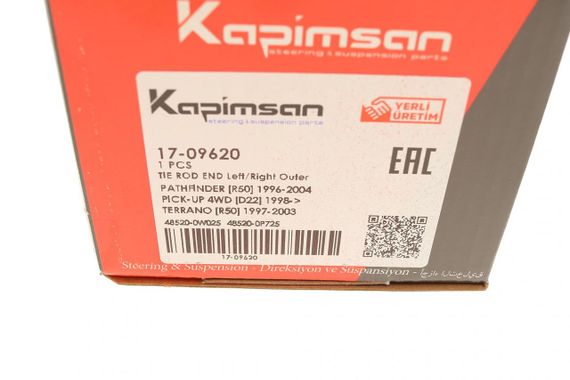 Kapimsan
steering & suspension parts
Kapimsan
steering & suspension parts
YERLİ
ÜRETİM
17-09620
1 PCS
TIE ROD END Left/Right Outer
PATHFINDER [R50] 1996-2004
PICK-UP 4WD [D22] 1998->
TERRANO [R50] 1997-2003
48520-0W025 48520-0P725
EAC
17-09620
Steering & Suspension - Direksiyon ve Süspansiyon -